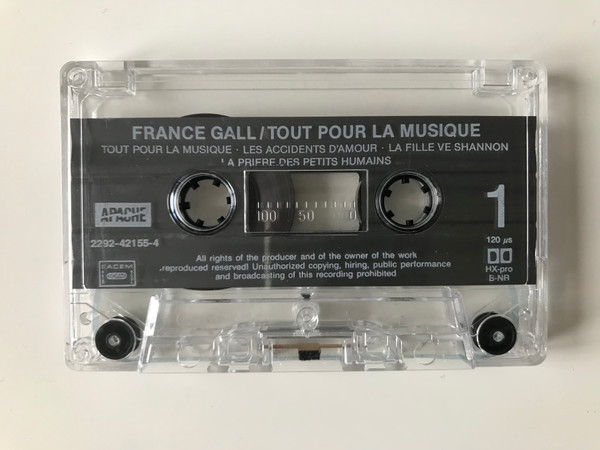 FRANCE GALL/TOUT POUR LA MUSIQUE
TOUT POUR LA MUSIQUE · LES ACCIDENTS D'AMOUR · LA FILLE VE SHANNON
LA PRIERE DES PETITS HUMAINS
100 50 0
1
APACHE
120 µs
2292-42155-4
SACEM
HX-pro
B-NR
All rights of the producer and of the owner of the work
reproduced reserved! Unauthorized copying, hiring, public performance
and broadcasting of this recording prohibited